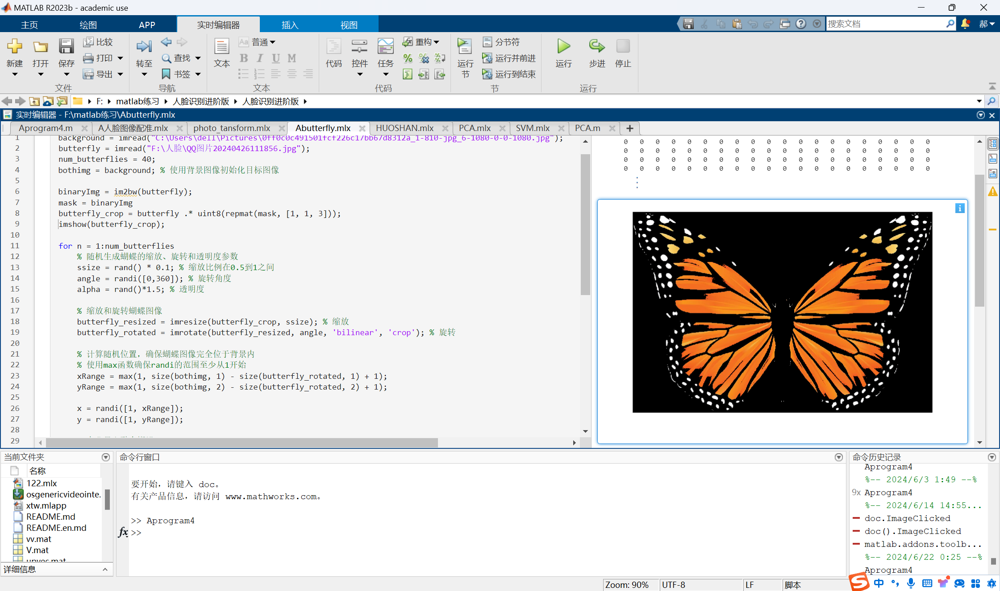 MATLAB R2023b - academic use
主页 绘图 APP 实时编辑器 插入 视图 搜索文档 郝
新建 打开 保存 比较 打印 导出 文件
转至 查找 书签 导航
文本 Aa 普通 B I U M 文本
代码 控件 任务 重构 代码
运行节 分节符 运行并前进 运行到结束 节
运行 步进 停止 运行
F: matlab练习 人脸识别进阶版 人脸识别进阶版
实时编辑器 - F:\matlab练习\Abutterfly.mlx
Aprogram4.m A人脸图像配准.mlx photo_tansform.mlx Abutterfly.mlx HUOSHAN.mlx PCA.mlx SVM.mlx PCA.m +
1 background = imread("C:\Users\dell\Pictures\0ff0c0c491501fcf226c17bb67d8312a_1-810-jpg_6-1080-0-0-1080.jpg");
2 butterfly = imread("F:\人脸\QQ图片20240426111856.jpg");
3 num_butterflies = 40;
4 bothimg = background; % 使用背景图像初始化目标图像
5
6 binaryImg = im2bw(butterfly);
7 mask = binaryImg
8 butterfly_crop = butterfly .* uint8(repmat(mask, [1, 1, 3]));
9 imshow(butterfly_crop);
10
11 for n = 1:num_butterflies
12 % 随机生成蝴蝶的缩放、旋转和透明度参数
13 ssize = rand() * 0.1; % 缩放比例在0.5到1之间
14 angle = randi([0,360]); % 旋转角度
15 alpha = rand()*1.5; % 透明度
16
17 % 缩放和旋转蝴蝶图像
18 butterfly_resized = imresize(butterfly_crop, ssize); % 缩放
19 butterfly_rotated = imrotate(butterfly_resized, angle, 'bilinear', 'crop'); % 旋转
20
21 % 计算随机位置，确保蝴蝶图像完全位于背景内
22 % 使用max函数确保randi的范围至少从1开始
23 xRange = max(1, size(bothimg, 1) - size(butterfly_rotated, 1) + 1);
24 yRange = max(1, size(bothimg, 2) - size(butterfly_rotated, 2) + 1);
25
26 x = randi([1, xRange]);
27 y = randi([1, yRange]);
28
29
0 0 0 0 0 0 0 0 0 0 0 0 0 0 0 0 0 0 0 0
0 0 0 0 0 0 0 0 0 0 0 0 0 0 0 0 0 0 0 0
0 0 0 0 0 0 0 0 0 0 0 0 0 0 0 0 0 0 0 0
0 0 0 0 0 0 0 0 0 0 0 0 0 0 0 0 0 0 0 0
当前文件夹
名称
122.mlx
osgenericvideointe.
xtw.mlapp
README.md
README.en.md
vv.mat
V.mat
详细信息
命令行窗口
要开始，请键入 doc。
有关产品信息，请访问 www.mathworks.com。
>> Aprogram4
fx >>
命令历史记录
Aprogram4
%-- 2024/6/3 1:49 --%
9x Aprogram4
%-- 2024/6/14 14:55...
doc.ImageClicked
doc().ImageClicked
matlab.addons.toolb...
%-- 2024/6/22 0:25 --%
Aprogram4
Zoom: 90% UTF-8 LF 脚本
中